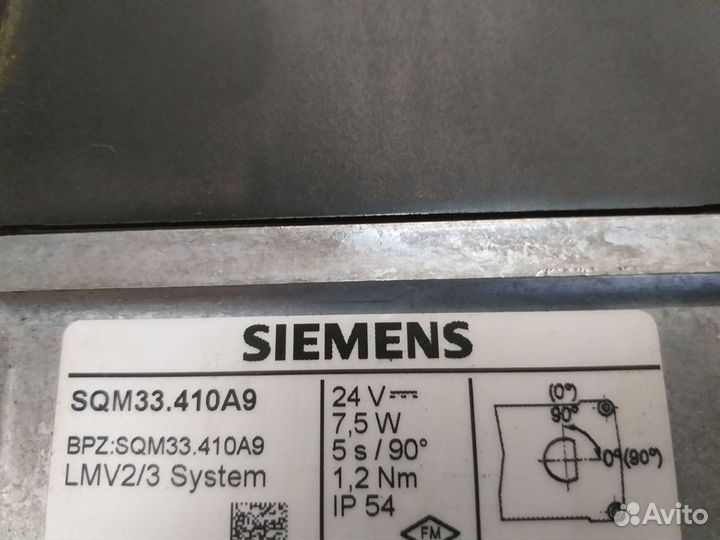 SIEMENS
SQM33.410A9
BPZ:SQM33.410A9
LMV2/3 System
24 V
7,5 W
5 s / 90°
1,2 Nm
IP 54
FM
(0°)
90°
0°(90°)
Avito